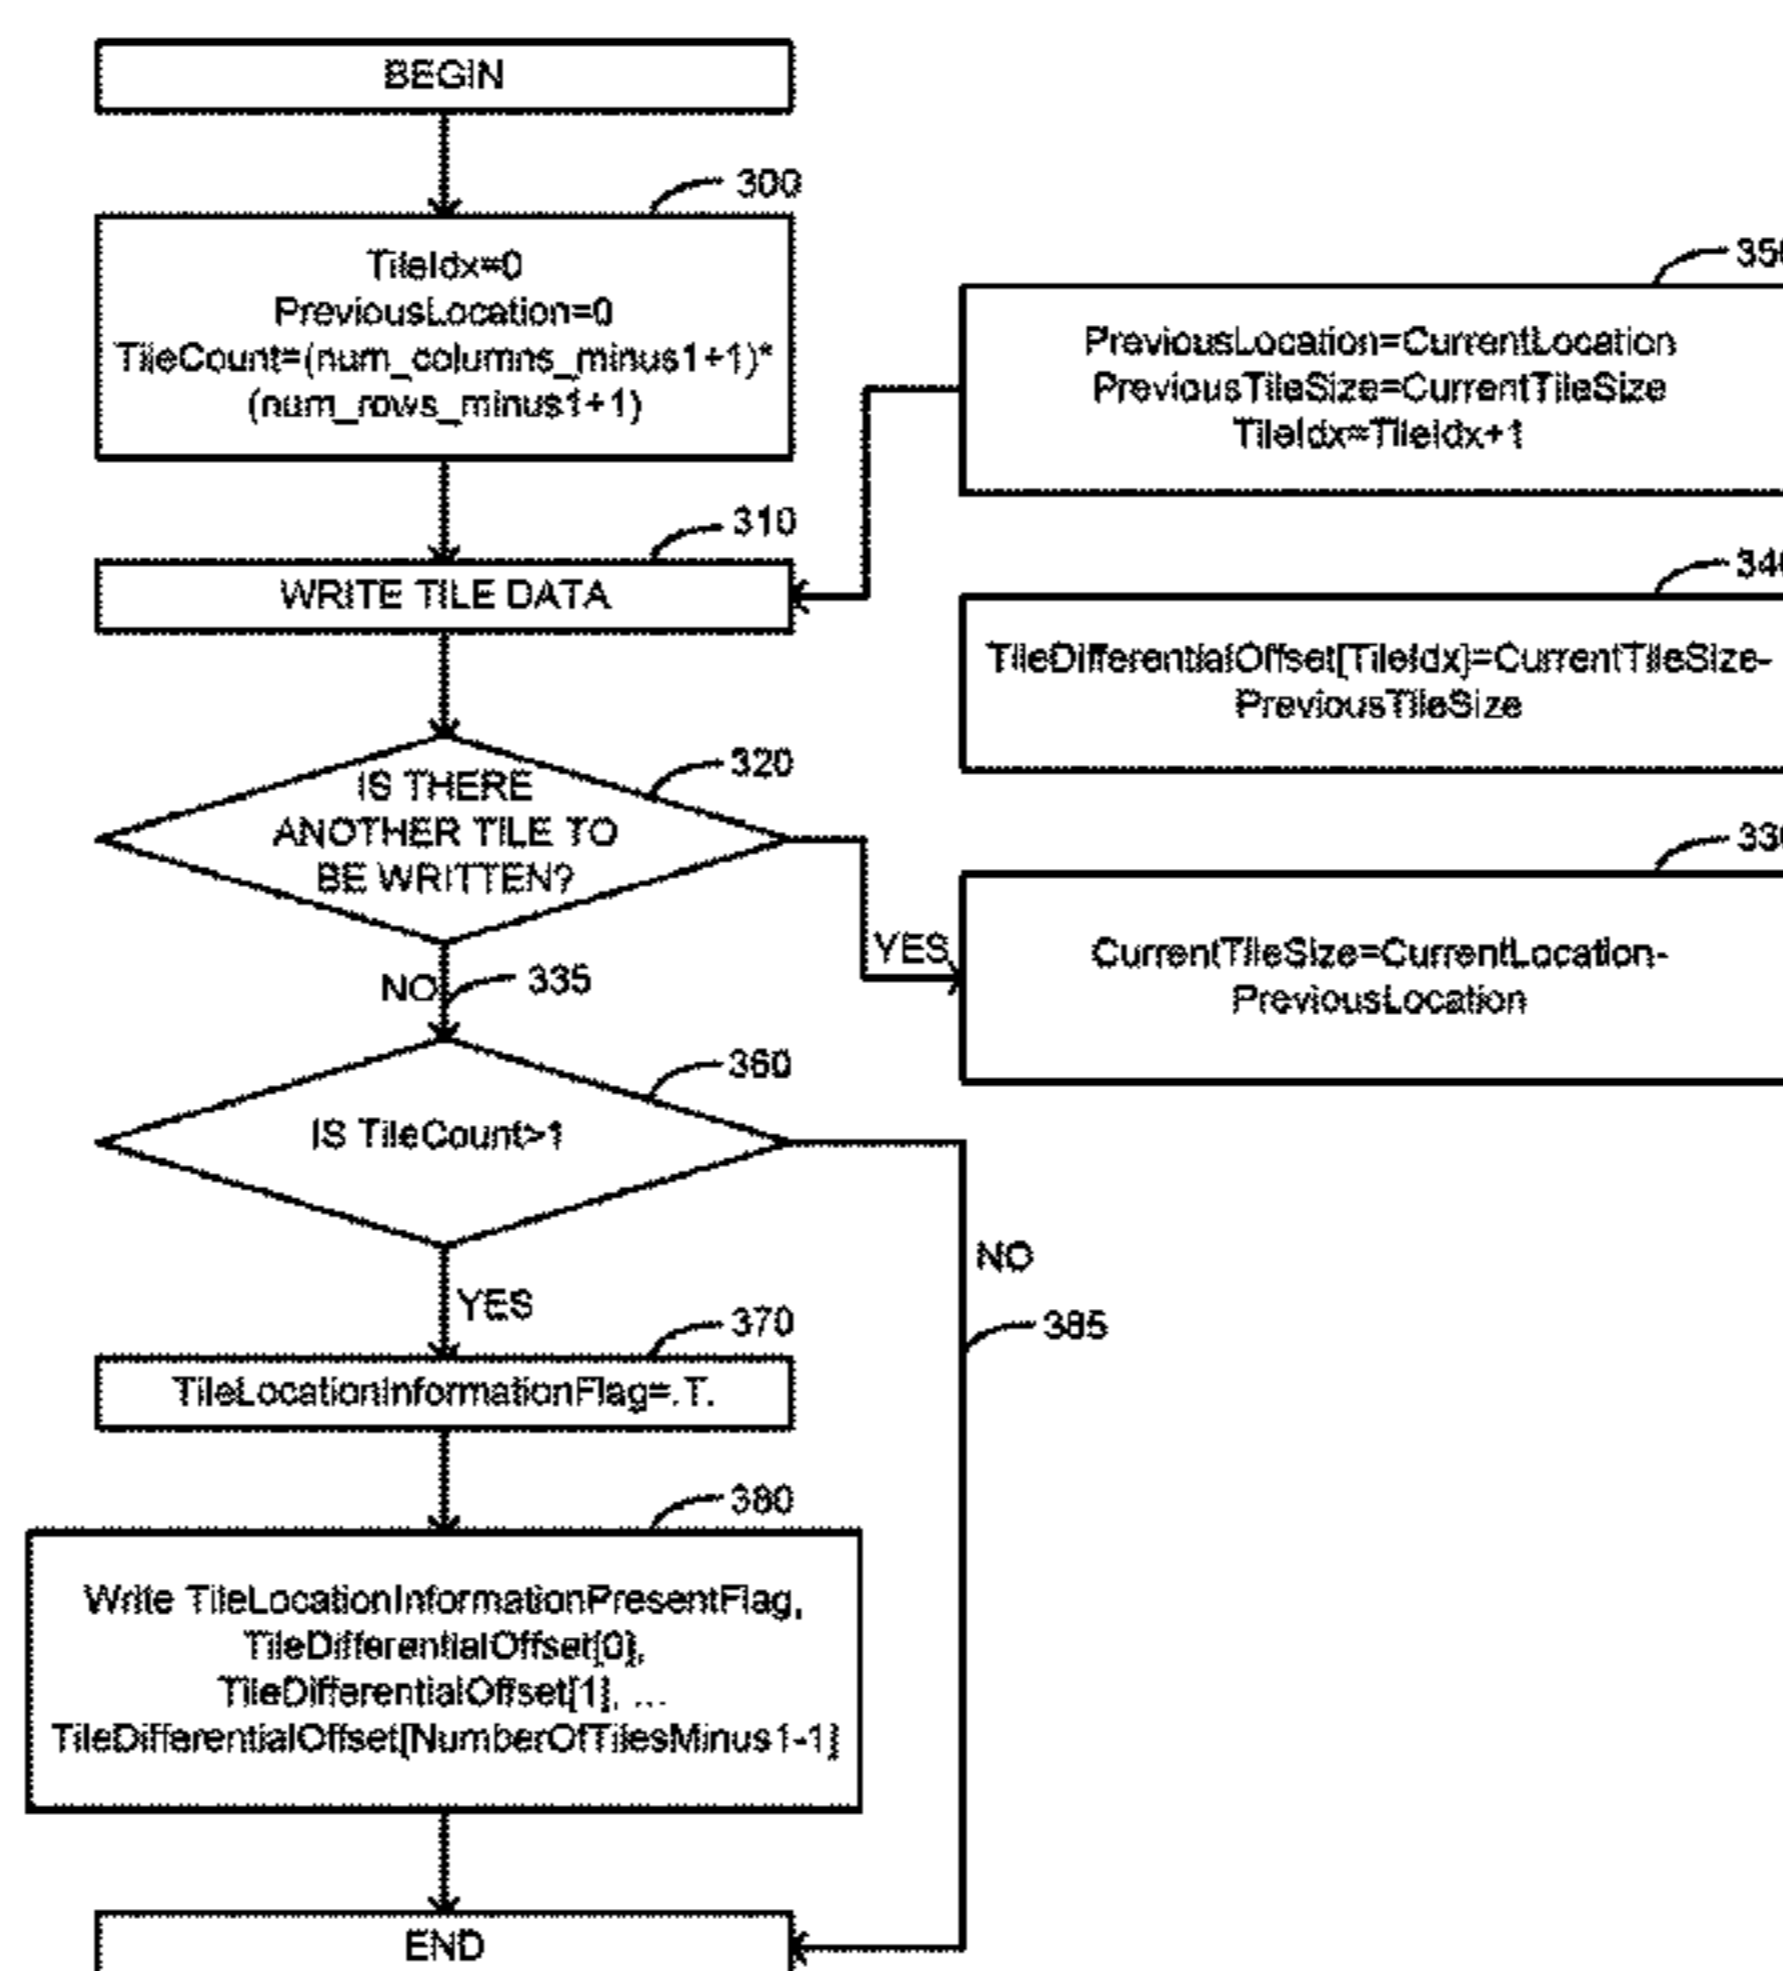 BEGIN
300
TileIdx=0
PreviousLocation=0
TileCount=(num_columns_minus1+1)*
(num_rows_minus1+1)
310
WRITE TILE DATA
320
IS THERE
ANOTHER TILE TO
BE WRITTEN?
YES
NO
335
360
IS TileCount>1
NO
385
YES
370
TileLocationInformationFlag=.T.
380
Write TileLocationInformationPresentFlag,
TileDifferentialOffset[0],
TileDifferentialOffset[1], ...
TileDifferentialOffset[NumberOfTilesMinus1-1]
END
PreviousLocation=CurrentLocation
PreviousTileSize=CurrentTileSize
TileIdx=TileIdx+1
TileDifferentialOffset[TileIdx]=CurrentTileSize-
PreviousTileSize
CurrentTileSize=CurrentLocation-
PreviousLocation